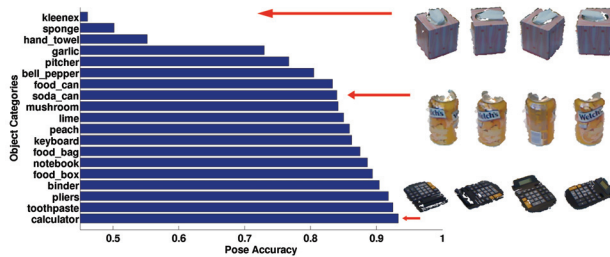 kleenex
sponge
hand_towel
garlic
pitcher
bell_pepper
food_can
soda_can
mushroom
lime
peach
keyboard
food_bag
notebook
food_box
binder
pliers
toothpaste
calculator
Object Categories
0.5 0.6 0.7 0.8 0.9 1
Pose Accuracy
Welch's
Welch's
Welch's